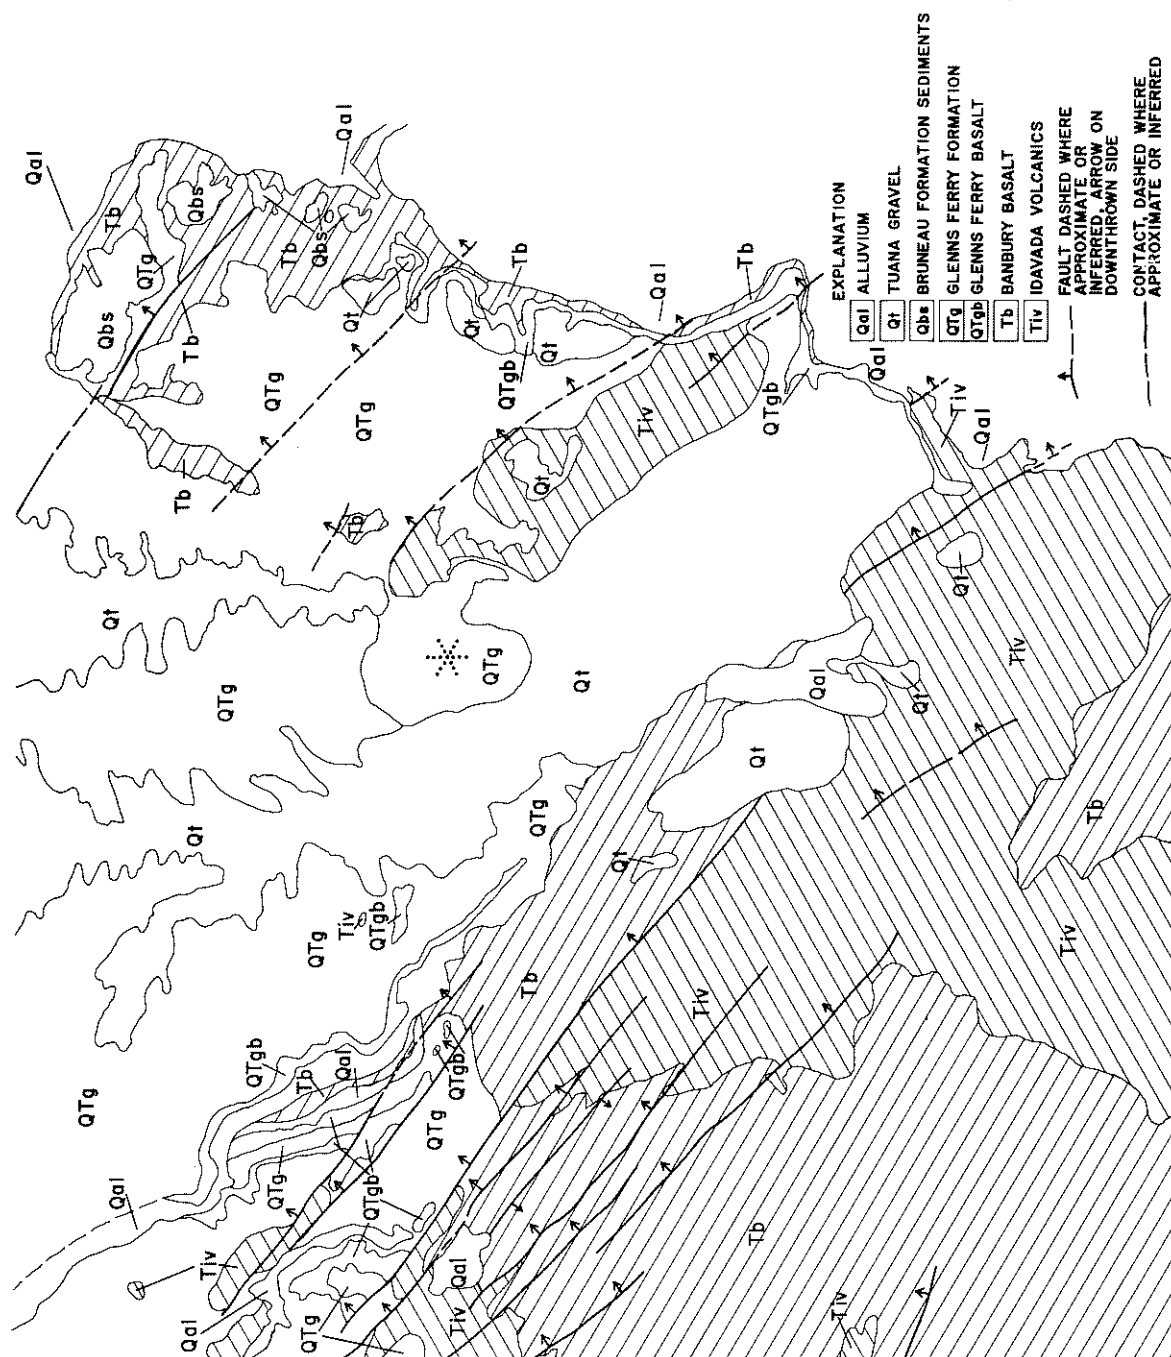 EXPLANATION
Qal ALLUVIUM
Qt TUANA GRAVEL
Qbs BRUNEAU FORMATION SEDIMENTS
QTg GLENNS FERRY FORMATION
QTgb GLENNS FERRY BASALT
Tb BANBURY BASALT
Tiv IDAVADA VOLCANICS
FAULT DASHED WHERE
APPROXIMATE OR
INFERRED, ARROW ON
DOWNTHROWN SIDE
CONTACT, DASHED WHERE
APPROXIMATE OR INFERRED
Qal
Tb
Qbs
QTg
Qbs
Tb
QTg
Tb
Qbs
Qal
Qt
Tb
QTg
Tb
Qt
QTgb
Qt
Qal
Tb
Tb
Qt
Tiv
QTgb
Qal
Tiv
Qal
Qt
QTg
QTg
Qt
Qt
Tiv
Qal
Qt
Qt
QTg
Qt
QTg
Tiv
QTgb
Qt
Tb
Tb
Tiv
Tiv
QTg
QTgb
Tb
Qal
QTgb
QTg
QTg
QTgb
Qal
Tiv
Qal
QTg
Qal
Tiv
Tb
Tiv